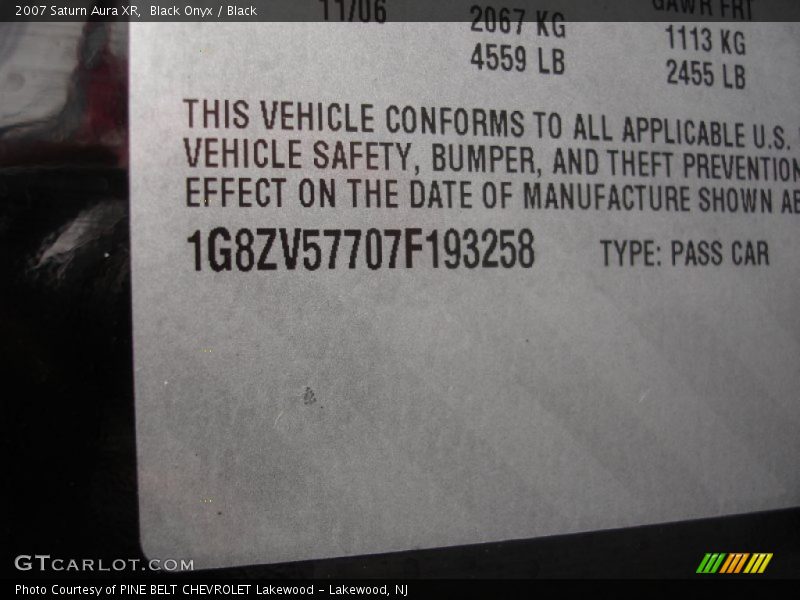 2007 Saturn Aura XR, Black Onyx / Black
11/06 2067 KG GAWR FRT
4559 LB 1113 KG
2455 LB
THIS VEHICLE CONFORMS TO ALL APPLICABLE U.S.
VEHICLE SAFETY, BUMPER, AND THEFT PREVENTION
EFFECT ON THE DATE OF MANUFACTURE SHOWN AB
1G8ZV57707F193258 TYPE: PASS CAR
GTCARLOT.COM
Photo Courtesy of PINE BELT CHEVROLET Lakewood - Lakewood, NJ